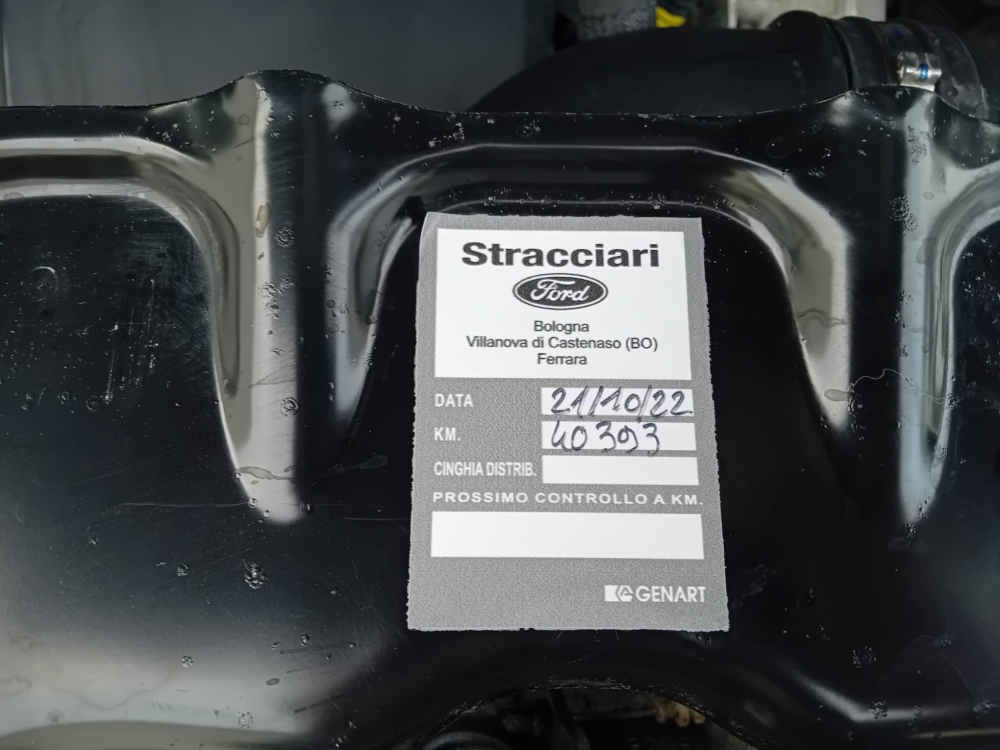 Stracciari
Ford
Bologna
Villanova di Castenaso (BO)
Ferrara
DATA 21/10/22
KM. 40393
CINGHIA DISTRIB.
PROSSIMO CONTROLLO A KM.
GENART